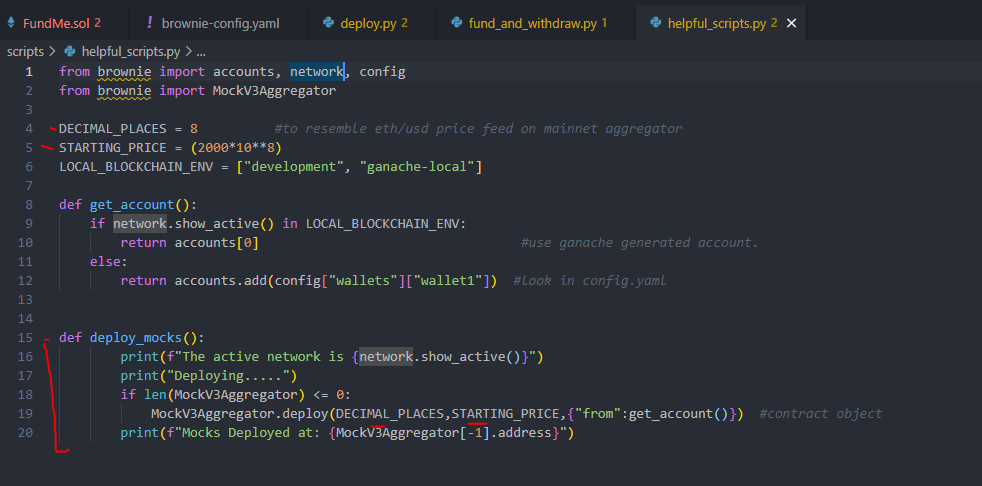 FundMe.sol 2 ! brownie-config.yaml deploy.py 2 fund_and_withdraw.py 1 helpful_scripts.py 2 ×
scripts > helpful_scripts.py > ...
1 from brownie import accounts, network, config
2 from brownie import MockV3Aggregator
3
4 DECIMAL_PLACES = 8 #to resemble eth/usd price feed on mainnet aggregator
5 STARTING_PRICE = (2000*10**8)
6 LOCAL_BLOCKCHAIN_ENV = ["development", "ganache-local"]
7
8 def get_account():
9 if network.show_active() in LOCAL_BLOCKCHAIN_ENV:
10 return accounts[0] #use ganache generated account.
11 else:
12 return accounts.add(config["wallets"]["wallet1"]) #look in config.yaml
13
14
15 def deploy_mocks():
16 print(f"The active network is {network.show_active()}")
17 print("Deploying.....")
18 if len(MockV3Aggregator) <= 0:
19 MockV3Aggregator.deploy(DECIMAL_PLACES,STARTING_PRICE,{"from":get_account()}) #contract object
20 print(f"Mocks Deployed at: {MockV3Aggregator[-1].address}")